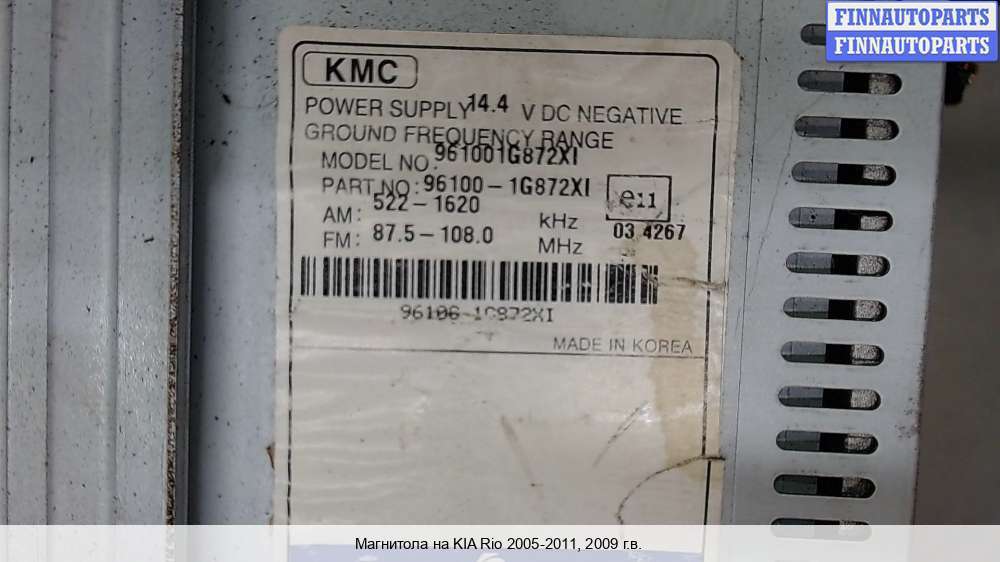 FINNAUTOPARTS
FINNAUTOPARTS
KMC
POWER SUPPLY 14.4 V DC NEGATIVE
GROUND FREQUENCY RANGE
MODEL NO. 961001G872XI
PART NO: 96100-1G872XI
e11
AM: 522-1620 kHz
03 4267
FM: 87.5-108.0 MHz
96100-1G872XI
MADE IN KOREA
Магнитола на KIA Rio 2005-2011, 2009 г.в.